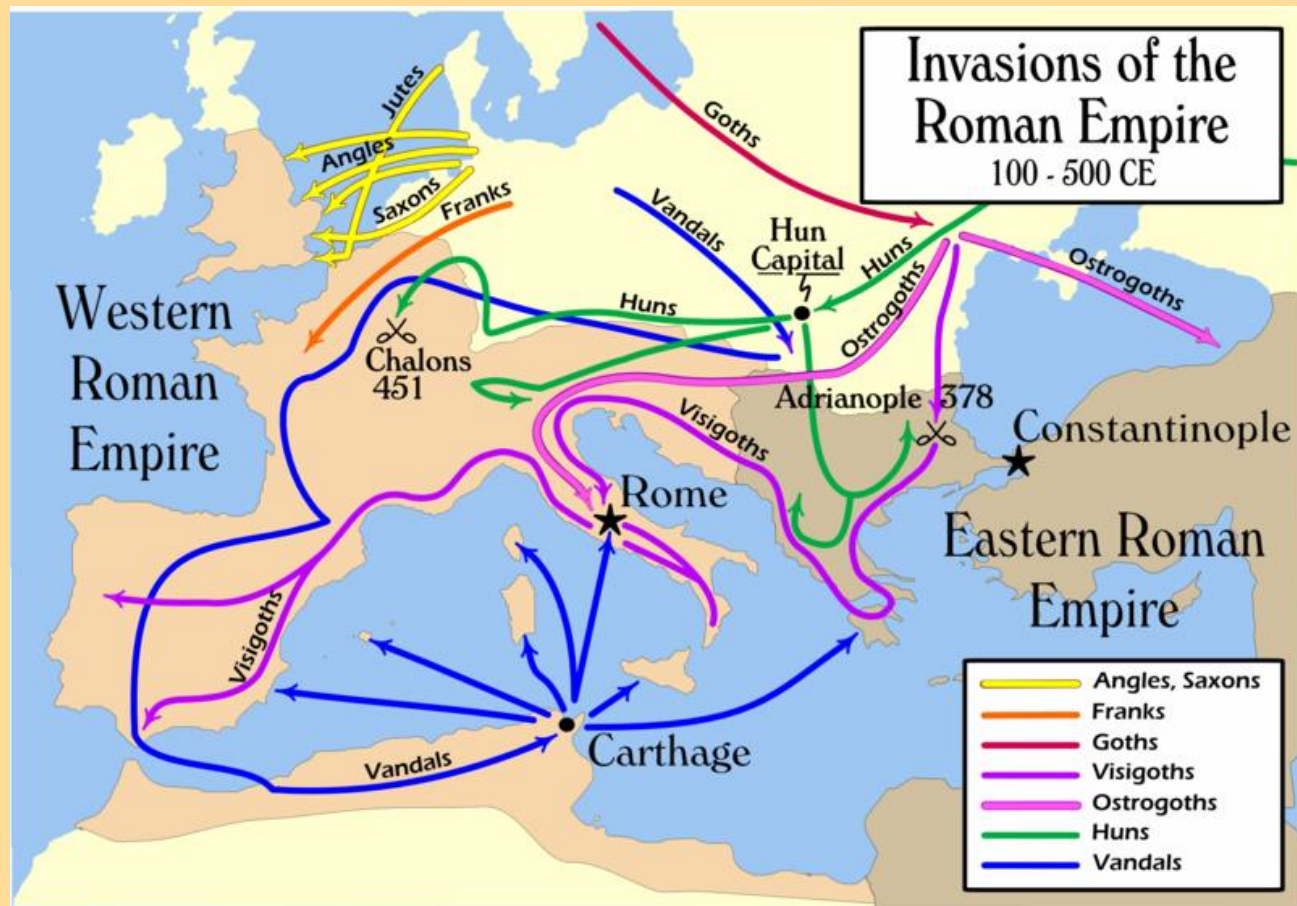 Invasions of the
Roman Empire
100 - 500 CE
Jutes
Angles
Saxons
Franks
Goths
Vandals
Hun
Capital
Huns
Ostrogoths
Ostrogoths
Huns
Western
Roman
Empire
Chalons
451
Adrianople 378
Visigoths
Constantinople
Rome
Eastern Roman
Empire
Visigoths
Carthage
Vandals
Angles, Saxons
Franks
Goths
Visigoths
Ostrogoths
Huns
Vandals